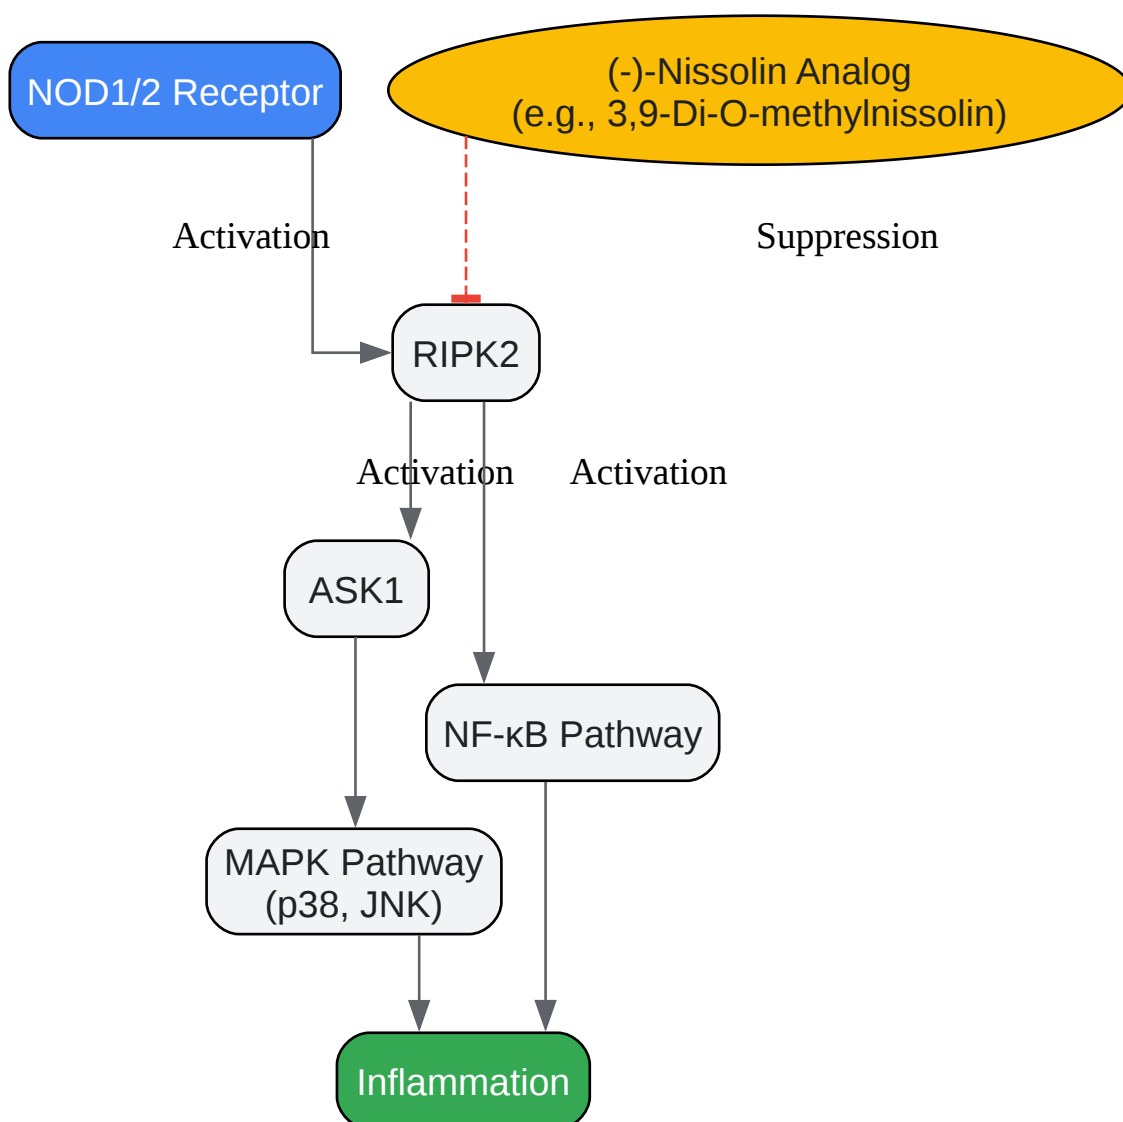 NOD1/2 Receptor
(-)-Nissolin Analog
(e.g., 3,9-Di-O-methylnissolin)
Activation
Suppression
RIPK2
Activation
Activation
ASK1
NF-κB Pathway
MAPK Pathway
(p38, JNK)
Inflammation